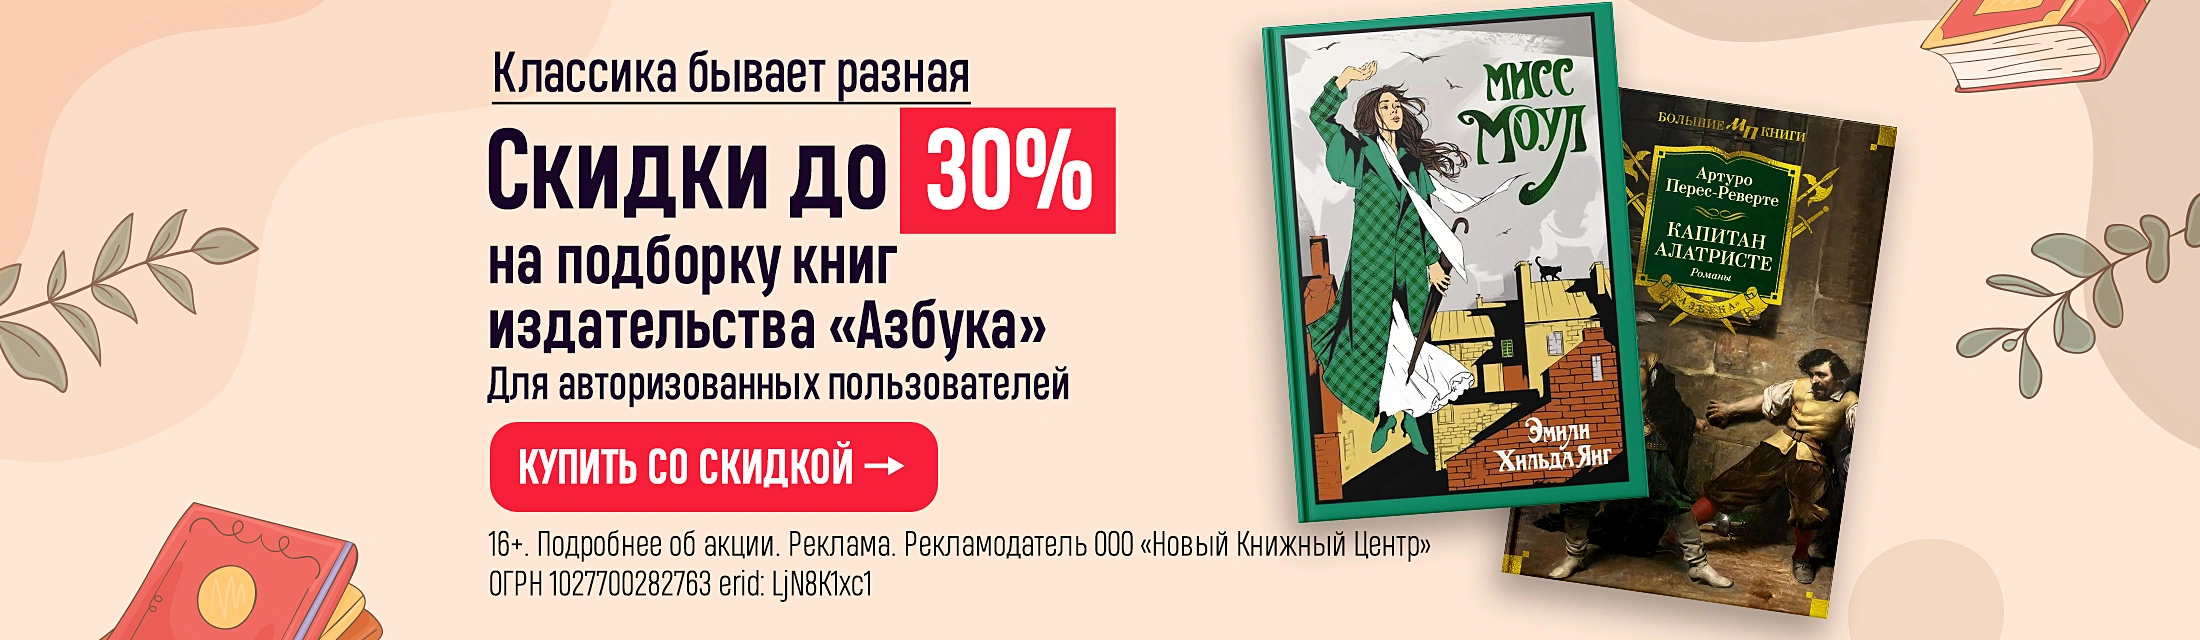 Классика бывает разная
Скидки до 30%
на подборку книг
издательства «Азбука»
Для авторизованных пользователей
КУПИТЬ СО СКИДКОЙ →
16+. Подробнее об акции. Реклама. Рекламодатель ООО «Новый Книжный Центр»
ОГРН 1027700282763 erid: LjN8K1xc1
МИСС
МОУЛ
Эмили
Хильда Янг
БОЛЬШИЕ МП КНИГИ
Артуро
Перес-Реверте
КАПИТАН
АЛАТРИСТЕ
Романы
АЗБУКА